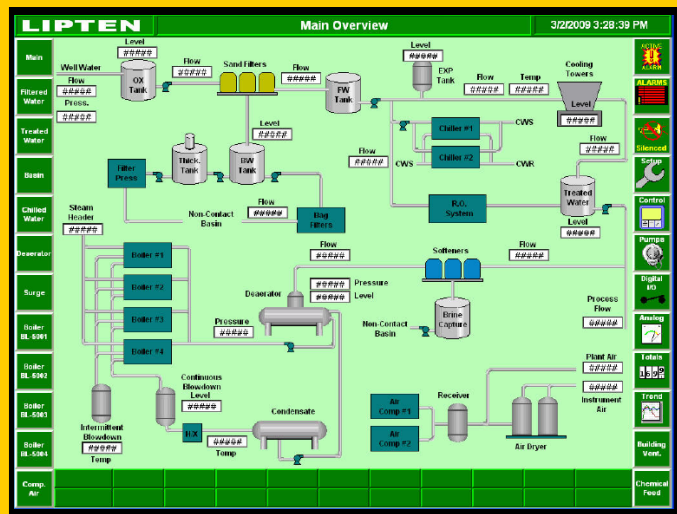 LIPTEN
Main Overview
3/2/2009 3:28:39 PM
Main
Filtered
Water
Treated
Water
Basin
Chilled
Water
Deaerator
Surge
Boiler
BL-5001
Boiler
BL-5002
Boiler
BL-5003
Boiler
BL-5004
Comp.
Air
Well Water
Flow
#####
Press.
#####
Level
#####
OX
Tank
Flow
#####
Sand Filters
Flow
#####
FW
Tank
Level
#####
EXP
Tank
Flow
#####
Temp
#####
Cooling
Towers
Level
#####
Flow
#####
Level
#####
Filter
Press
Thick.
Tank
BW
Tank
Flow
#####
Chiller #1
Chiller #2
CWS
CWS
CWR
Non-Contact
Basin
Flow
#####
Bag
Filters
R.O.
System
Treated
Water
Level
#####
Steam
Header
#####
Boiler #1
Boiler #2
Boiler #3
Boiler #4
Flow
#####
Softeners
Flow
#####
Deaerator
##### Pressure
##### Level
Pressure
#####
Non-Contact
Basin
Brine
Capture
Process
Flow
#####
Continuous
Blowdown
Level
#####
HX
#####
Temp
Condensate
Intermittent
Blowdown
#####
Temp
Air
Comp #1
Air
Comp #2
Receiver
Air Dryer
Plant Air
#####
#####
Instrument
Air
ACTIVE
ALARM
ALARMS
Silenced
Setup
Control
Pumps
Digital
I/O
Analog
Totals
Trend
Building
Vent.
Chemical
Feed